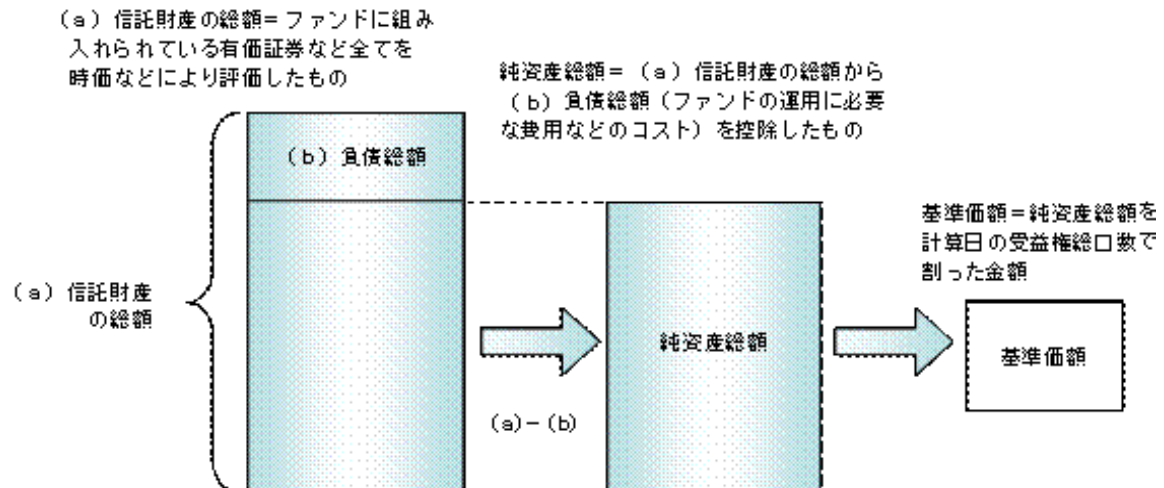 (a)信託財産の総額=ファンドに組み
入れられている有価証券など全てを
時価などにより評価したもの
純資産総額=(a)信託財産の総額から
(b)負債総額(ファンドの運用に必要
な費用などのコスト)を控除したもの
(b)負債総額
基準価額=純資産総額を
計算日の受益権総口数で
割った金額
(a)信託財産
の総額
純資産総額
基準価額
(a)-(b)